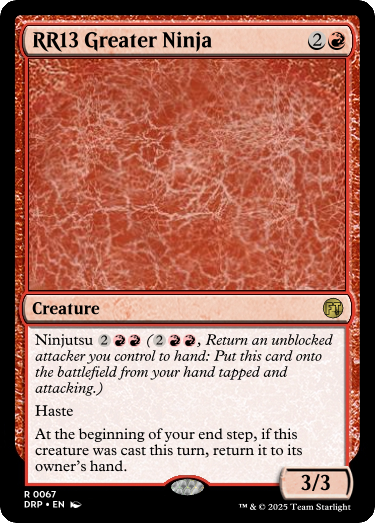 RR13 Greater Ninja 2
Creature
Ninjutsu 2 (2, Return an unblocked
attacker you control to hand: Put this card onto
the battlefield from your hand tapped and
attacking.)
Haste
At the beginning of your end step, if this
creature was cast this turn, return it to its
owner's hand.
3/3
R 0067
DRP • EN
™ & © 2025 Team Starlight